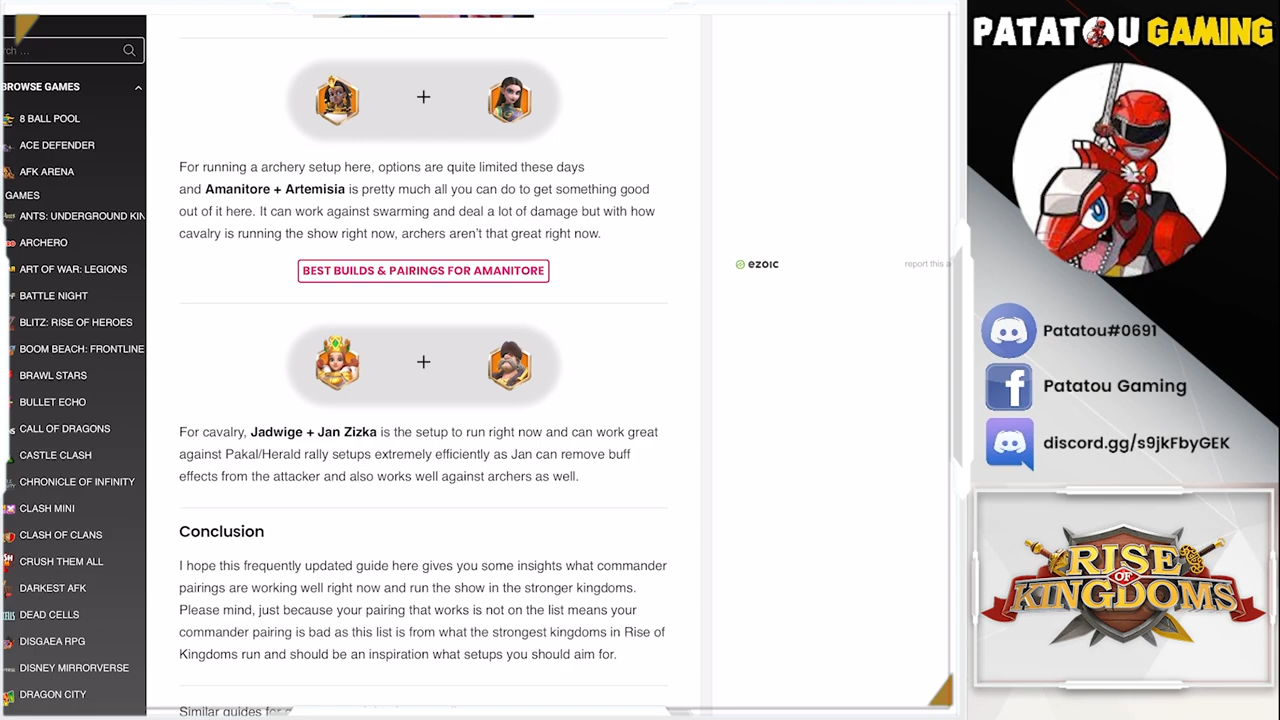 rch ...
BROWSE GAMES
8 BALL POOL
ACE DEFENDER
AFK ARENA
GAMES
ANTS: UNDERGROUND KIN
ARCHERO
ART OF WAR: LEGIONS
BATTLE NIGHT
BLITZ: RISE OF HEROES
BOOM BEACH: FRONTLINE
BRAWL STARS
BULLET ECHO
CALL OF DRAGONS
CASTLE CLASH
CHRONICLE OF INFINITY
CLASH MINI
CLASH OF CLANS
CRUSH THEM ALL
DARKEST AFK
DEAD CELLS
DISGAEA RPG
DISNEY MIRRORVERSE
DRAGON CITY
+
For running a archery setup here, options are quite limited these days
and Amanitore + Artemisia is pretty much all you can do to get something good
out of it here. It can work against swarming and deal a lot of damage but with how
cavalry is running the show right now, archers aren't that great right now.
BEST BUILDS & PAIRINGS FOR AMANITORE
+
For cavalry, Jadwige + Jan Zizka is the setup to run right now and can work great
against Pakal/Herald rally setups extremely efficiently as Jan can remove buff
effects from the attacker and also works well against archers as well.
Conclusion
I hope this frequently updated guide here gives you some insights what commander
pairings are working well right now and run the show in the stronger kingdoms.
Please mind, just because your pairing that works is not on the list means your
commander pairing is bad as this list is from what the strongest kingdoms in Rise of
Kingdoms run and should be an inspiration what setups you should aim for.
Similar guides for
ezoic
report this a
PATATOU GAMING
Patatou#0691
Patatou Gaming
discord.gg/s9jkFbyGEK
RISE
OF
KINGDOMS